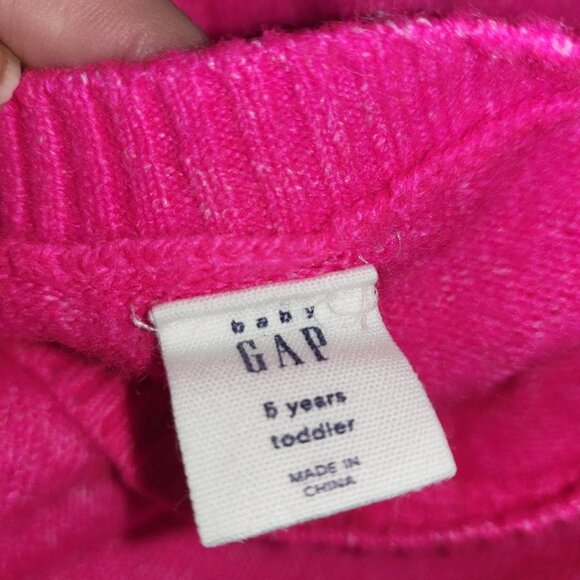 baby
GAP
5 years
toddler
MADE IN
CHINA